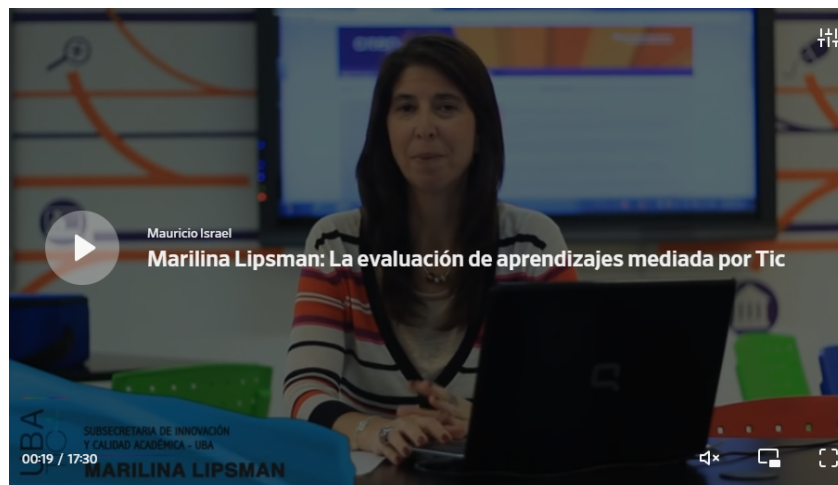 Mauricio Israel
Marilina Lipsman: La evaluación de aprendizajes mediada por Tic
UBA
TIC
SUBSECRETARIA DE INNOVACIÓN
Y CALIDAD ACADÉMICA - UBA
MARILINA LIPSMAN
00:19 / 17:30